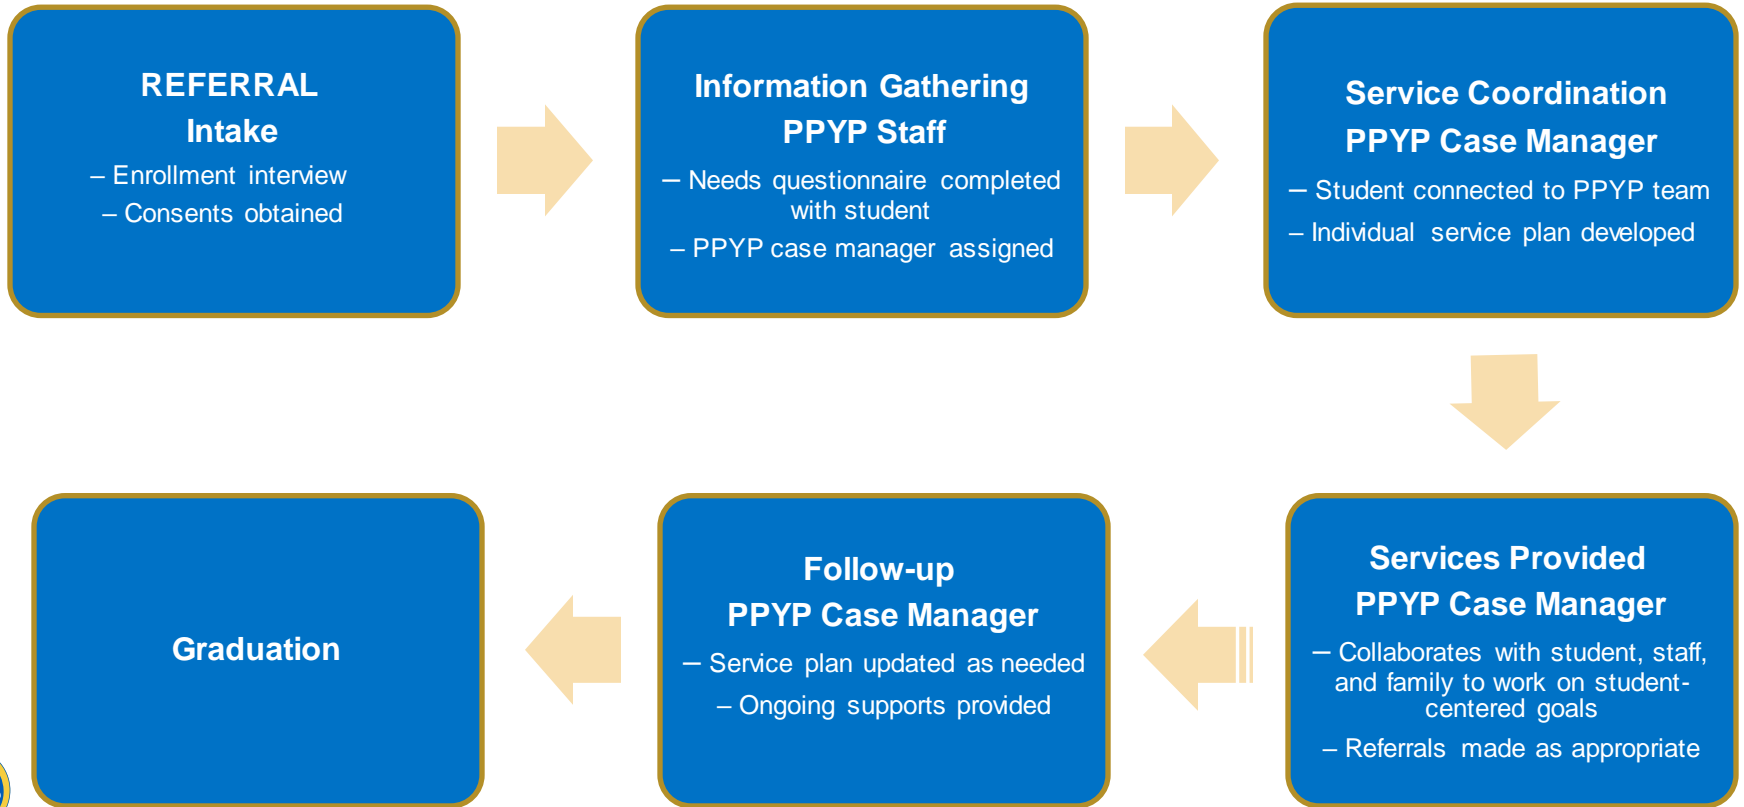 REFERRAL
Intake
– Enrollment interview
– Consents obtained
Information Gathering
PPYP Staff
– Needs questionnaire completed
with student
– PPYP case manager assigned
Service Coordination
PPYP Case Manager
– Student connected to PPYP team
– Individual service plan developed
Services Provided
PPYP Case Manager
– Collaborates with student, staff,
and family to work on student-
centered goals
– Referrals made as appropriate
Follow-up
PPYP Case Manager
– Service plan updated as needed
– Ongoing supports provided
Graduation